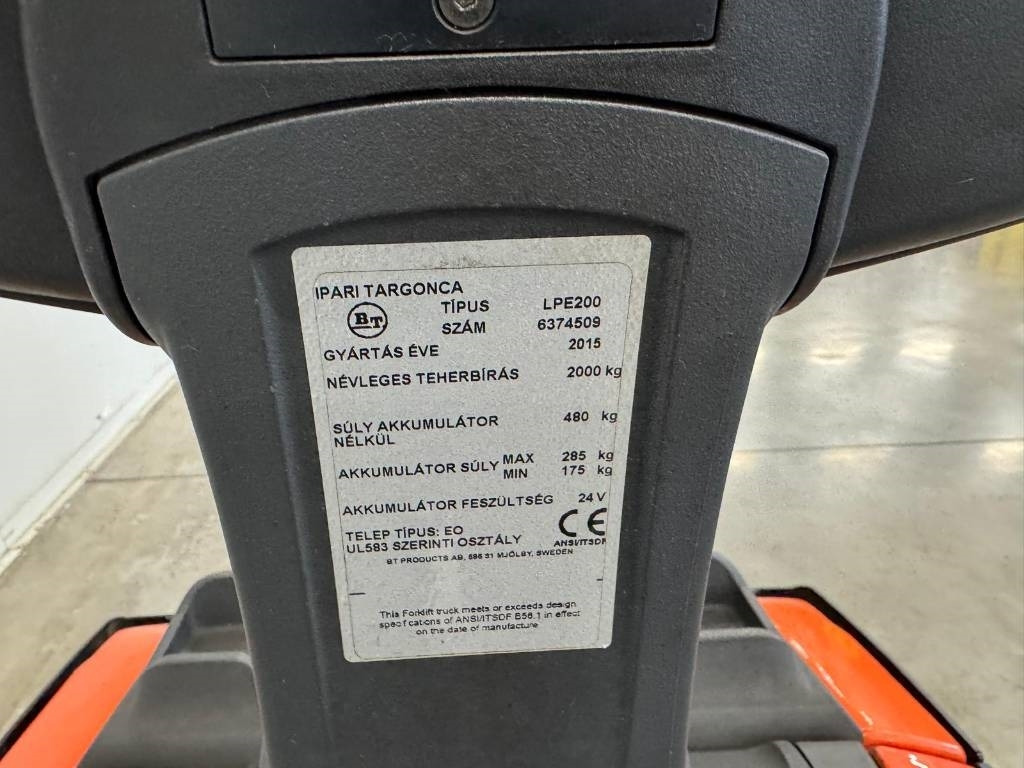 IPARI TARGONCA
BT TÍPUS LPE200
SZÁM 6374509
GYÁRTÁS ÉVE 2015
NÉVLEGES TEHERBÍRÁS 2000 kg
SÚLY AKKUMULÁTOR 480 kg
NÉLKÜL
AKKUMULÁTOR SÚLY MAX 285 kg
MIN 175 kg
AKKUMULÁTOR FESZÜLTSÉG 24 V
TELEP TÍPUS: EO CE
UL583 SZERINTI OSZTÁLY ANSI/ITSDF
BT PRODUCTS AB, 595 81 MJÖLBY, SWEDEN
This Forklift truck meets or exceeds design
specifications of ANSI/ITSDF B56.1 in effect
on the date of manufacture